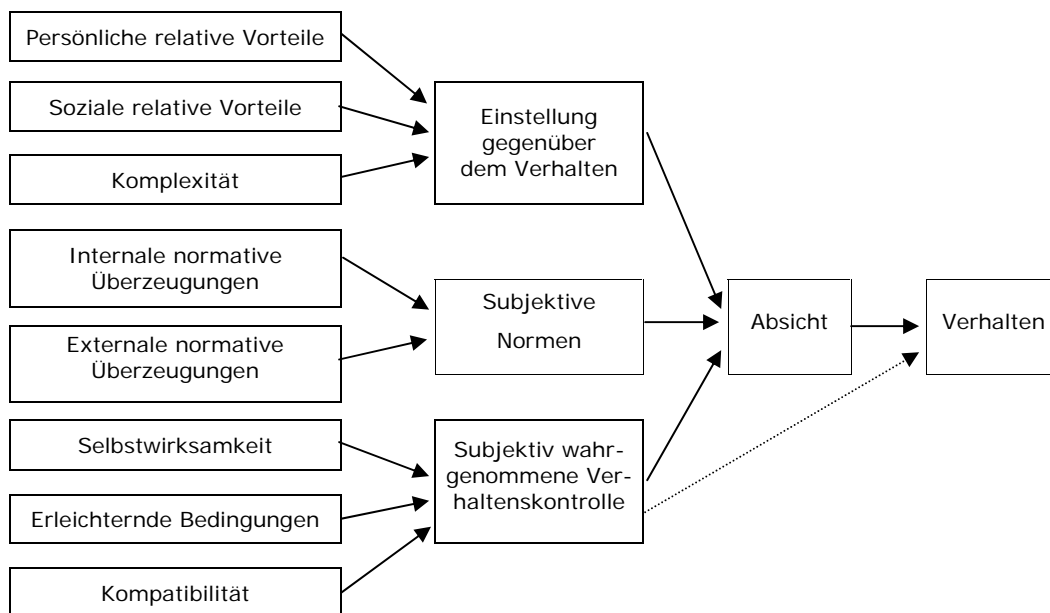 Persönliche relative Vorteile
Soziale relative Vorteile
Komplexität
Internale normative
Überzeugungen
Externale normative
Überzeugungen
Selbstwirksamkeit
Erleichternde Bedingungen
Kompatibilität
Einstellung
gegenüber
dem Verhalten
Subjektive
Normen
Subjektiv wahr-
genommene Ver-
haltenskontrolle
Absicht
Verhalten